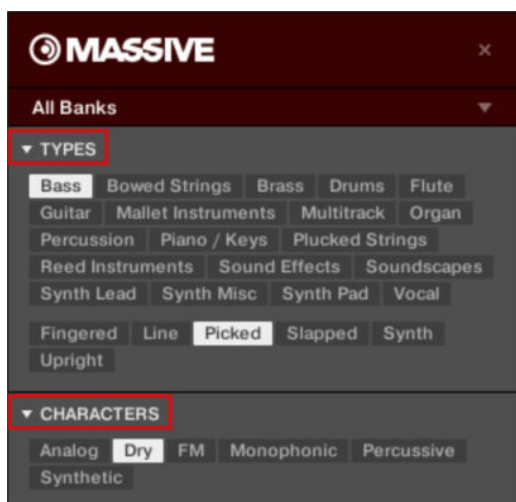 MASSIVE
All Banks
TYPES
Bass Bowed Strings Brass Drums Flute
Guitar Mallet Instruments Multitrack Organ
Percussion Piano / Keys Plucked Strings
Reed Instruments Sound Effects Soundscapes
Synth Lead Synth Misc Synth Pad Vocal
Fingered Line Picked Slapped Synth
Upright
CHARACTERS
Analog Dry FM Monophonic Percussive
Synthetic